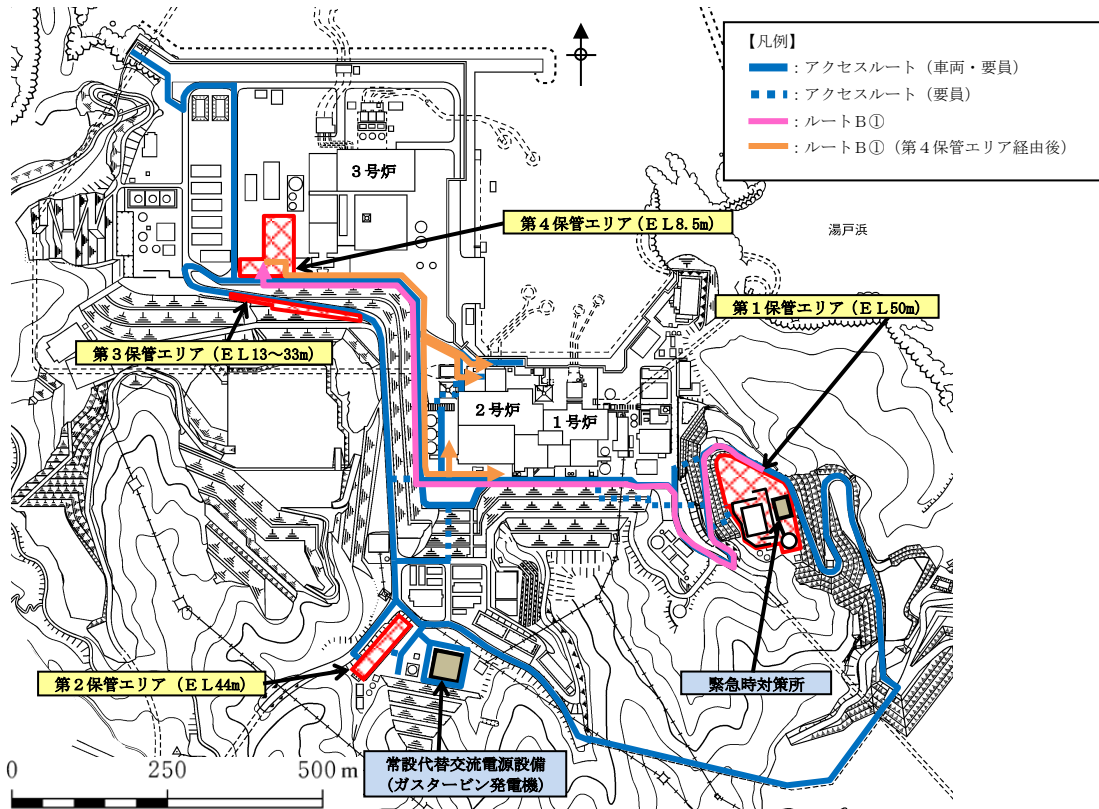 【凡例】
：アクセスルート（車両・要員）
：アクセスルート（要員）
：ルートＢ①
：ルートＢ①（第４保管エリア経由後）
３号炉
第４保管エリア（ＥＬ8.5m）
湯戸浜
第１保管エリア（ＥＬ50m）
第３保管エリア（ＥＬ13～33m）
２号炉
１号炉
第２保管エリア（ＥＬ44m）
緊急時対策所
常設代替交流電源設備
（ガスタービン発電機）
0 250 500 m